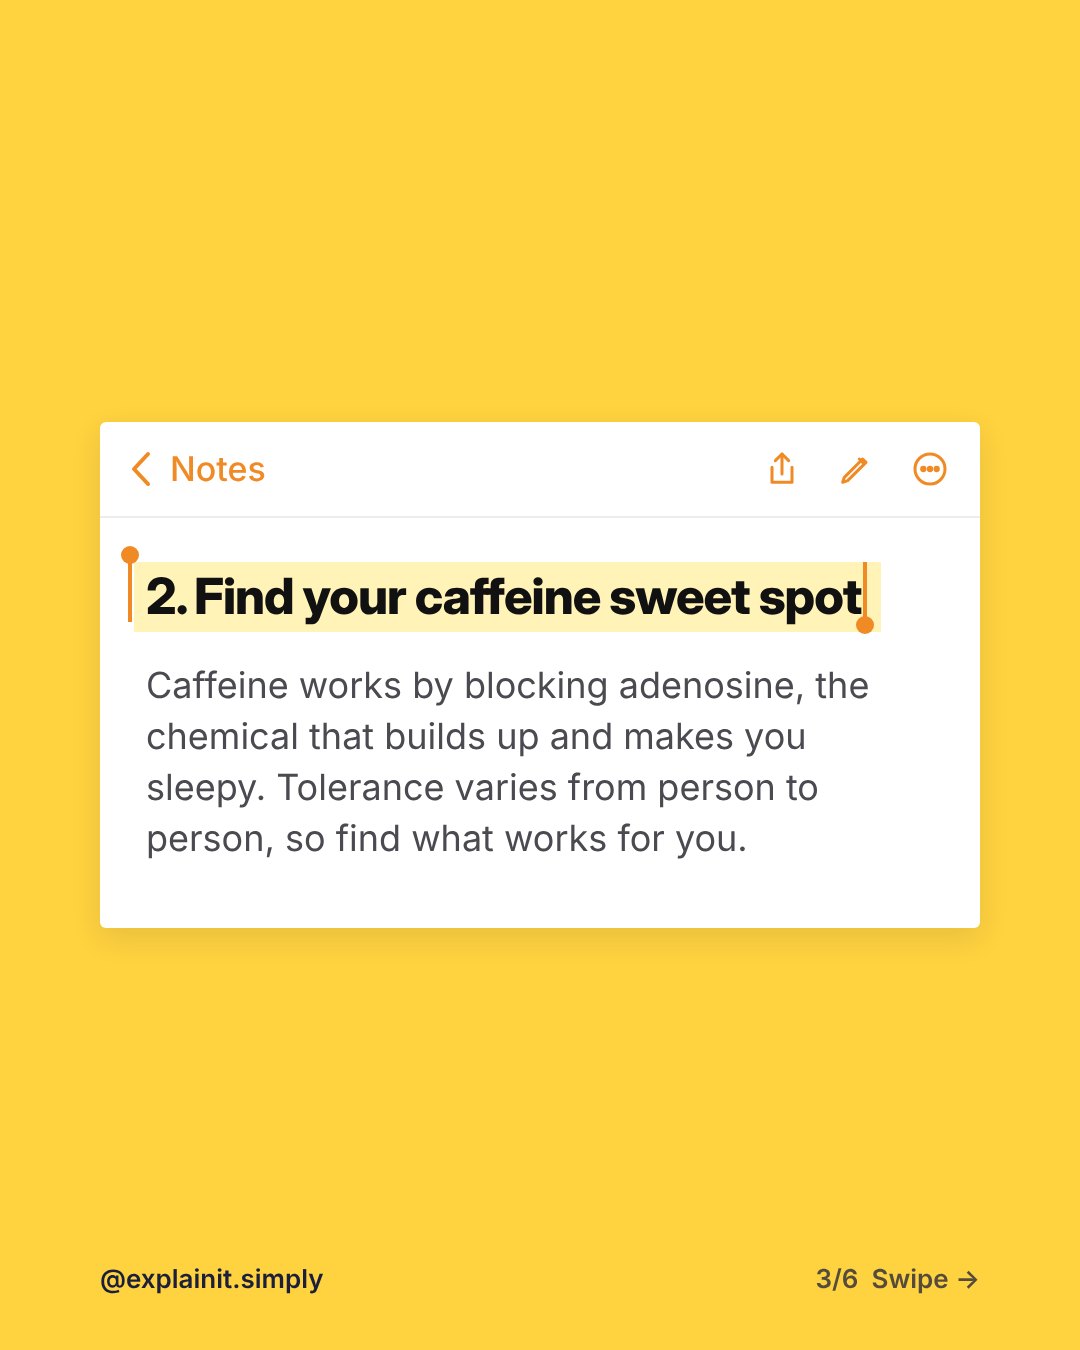 Notes
2. Find your caffeine sweet spot
Caffeine works by blocking adenosine, the
chemical that builds up and makes you
sleepy. Tolerance varies from person to
person, so find what works for you.
@explainit.simply
3/6 Swipe →